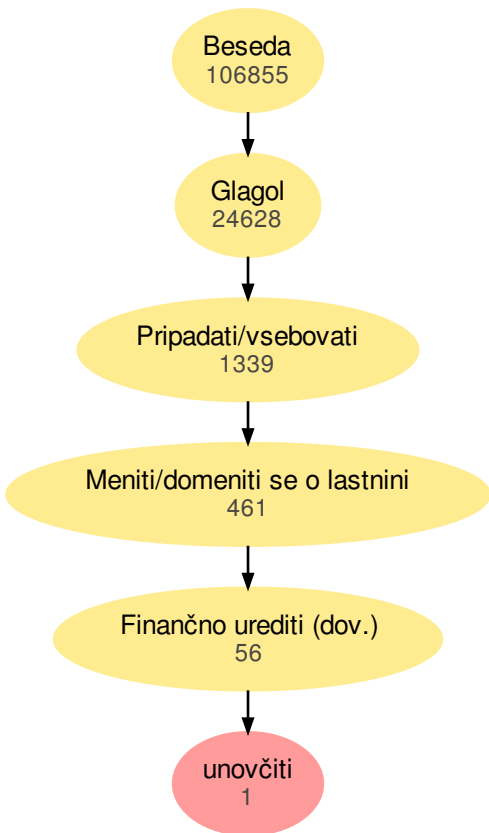 Beseda
106855
Glagol
24628
Pripadati/vsebovati
1339
Meniti/domeniti se o lastnini
461
Finančno urediti (dov.)
56
unovčiti
1